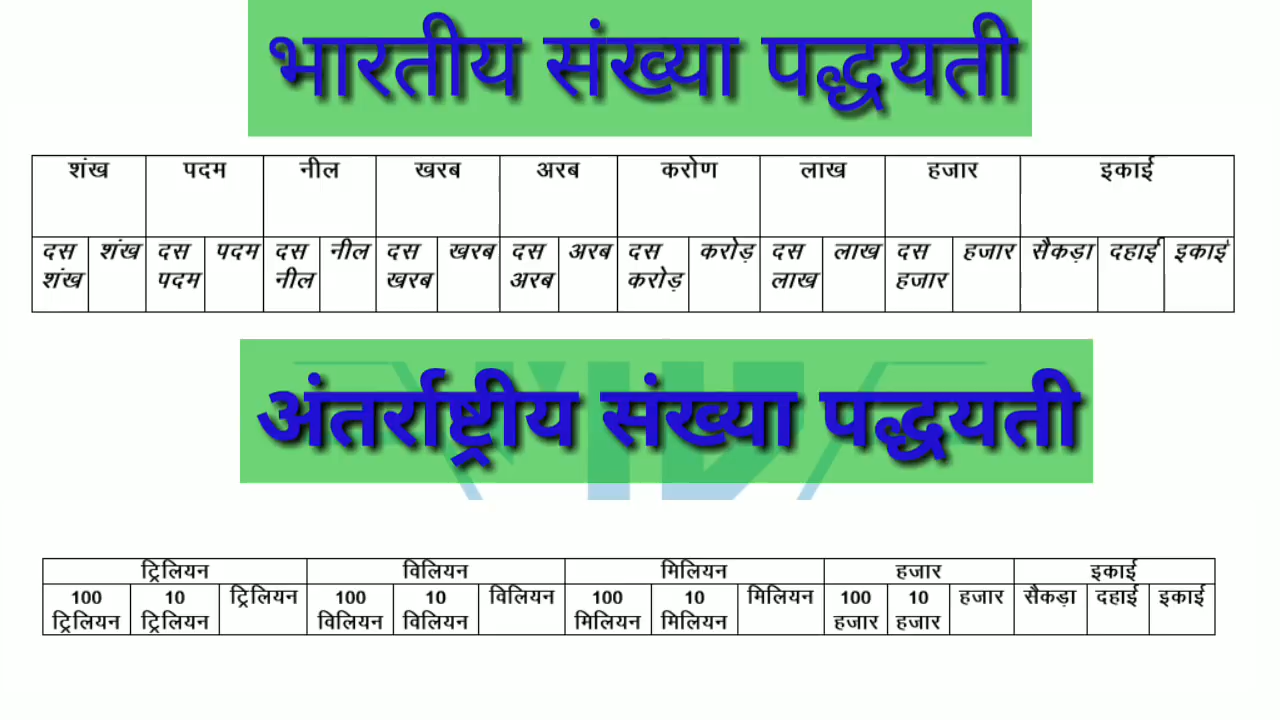 भारतीय संख्या पद्धयती
शंख पदम नील खरब अरब करोण लाख हजार इकाई
दस शंख शंख दस पदम पदम दस नील नील दस खरब खरब दस अरब अरब दस करोड़ करोड़ दस लाख लाख दस हजार हजार सैकड़ा दहाई इकाई
अंतर्राष्ट्रीय संख्या पद्धयती
ट्रिलियन विलियन मिलियन हजार इकाई
100 ट्रिलियन 10 ट्रिलियन ट्रिलियन 100 विलियन 10 विलियन विलियन 100 मिलियन 10 मिलियन मिलियन 100 हजार 10 हजार हजार सैकड़ा दहाई इकाई